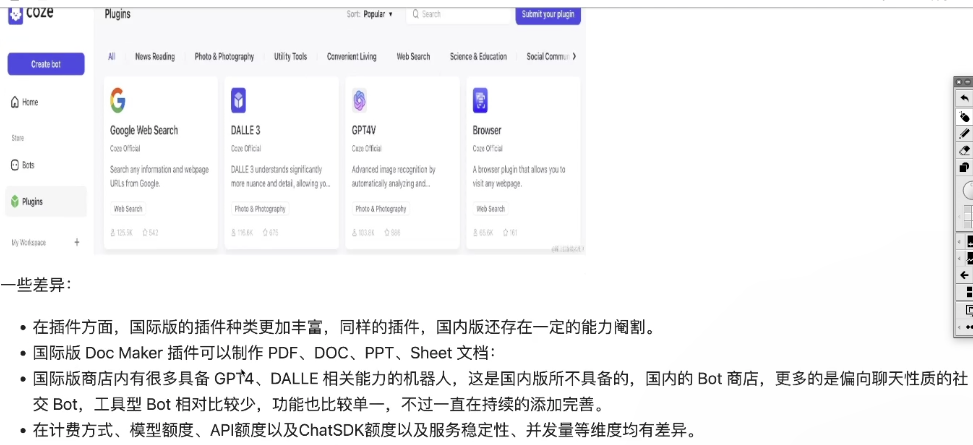 coze
Plugins
Sort: Popular
Search
Submit your plugin
Create bot
All
News Reading
Photo & Photography
Utility Tools
Convenient Living
Web Search
Science & Education
Social Commun
Home
Store
Bots
Plugins
My Workspace
Google Web Search
Coze Official
Search any information and webpage
URLs from Google.
Web Search
DALLE 3
Coze Official
DALLE 3 understands significantly
more nuance and detail, allowing yo...
Photo & Photography
GPT4V
Coze Official
Advanced image recognition by
automatically analyzing and...
Photo & Photography
Browser
Coze Official
A browser plugin that allows you to
visit any webpage.
Web Search
一些差异：
在插件方面，国际版的插件种类更加丰富，同样的插件，国内版还存在一定的能力阉割。
国际版 Doc Maker 插件可以制作 PDF、DOC、PPT、Sheet 文档：
国际版商店内有很多具备 GPT4、DALLE 相关能力的机器人，这是国内版所不具备的，国内的 Bot 商店，更多的是偏向聊天性质的社
交 Bot，工具型 Bot 相对比较少，功能也比较单一，不过一直在持续的添加完善。
在计费方式、模型额度、API额度以及ChatSDK额度以及服务稳定性、并发量等维度均有差异。